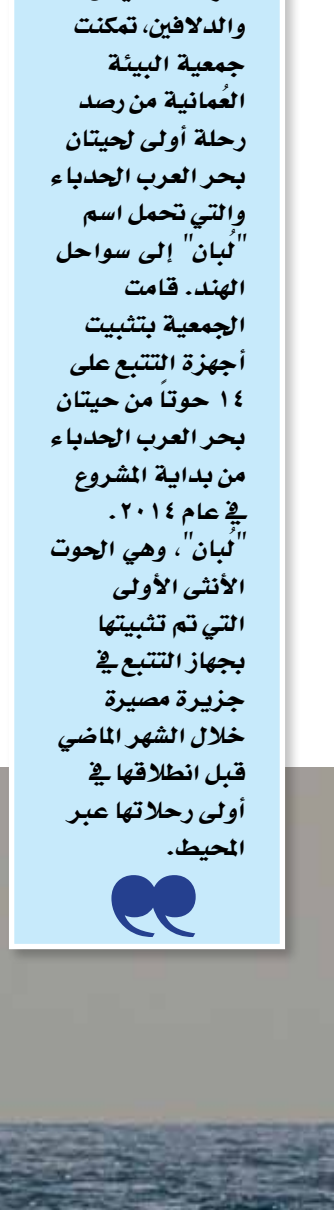 والدلافين، تمكنت
جمعية البيئة
العُمانية من رصد
رحلة أولى لحيتان
بحر العرب الحدباء
والتي تحمل اسم
"لُبان" إلى سواحل
الهند. قامت
الجمعية بتثبيت
أجهزة التتبع على
١٤ حوتاً من حيتان
بحر العرب الحدباء
من بداية المشروع
في عام ٢٠١٤.
"لُبان"، وهي الحوت
الأنثى الأولى
التي تم تثبيتها
بجهاز التتبع في
جزيرة مصيرة
خلال الشهر الماضي
قبل انطلاقها في
أولى رحلاتها عبر
المحيط.